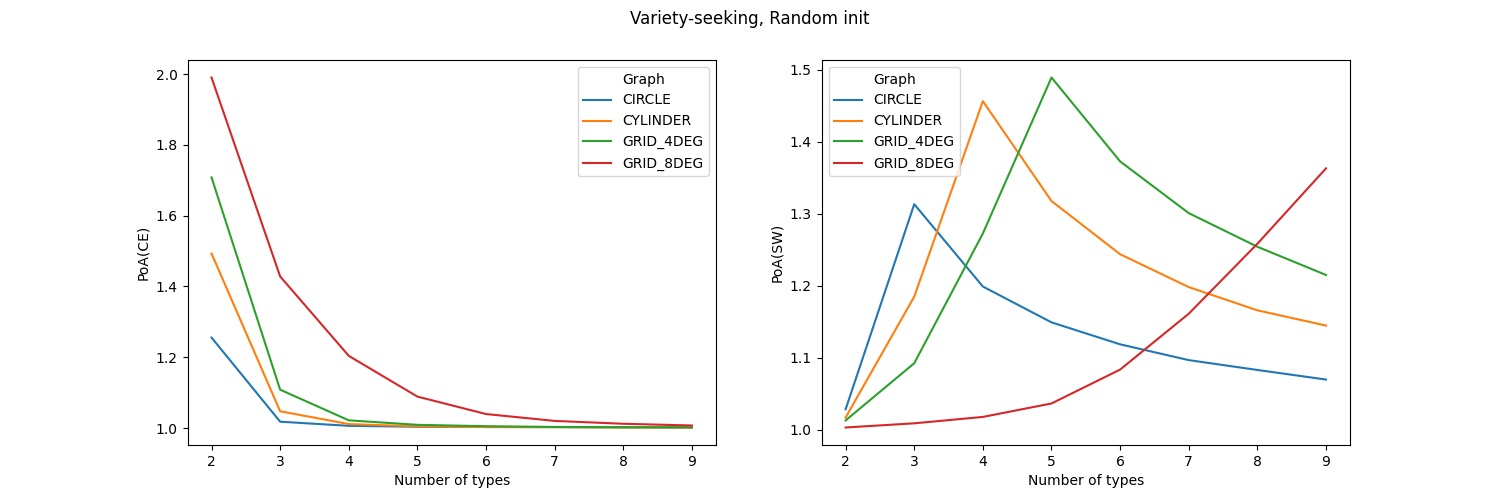 Variety-seeking, Random init
PoA(CE)
2.0
1.8
1.6
1.4
1.2
1.0
2 3 4 5 6 7 8 9
Number of types
Graph
CIRCLE
CYLINDER
GRID_4DEG
GRID_8DEG
PoA(SW)
1.5
1.4
1.3
1.2
1.1
1.0
2 3 4 5 6 7 8 9
Number of types
Graph
CIRCLE
CYLINDER
GRID_4DEG
GRID_8DEG